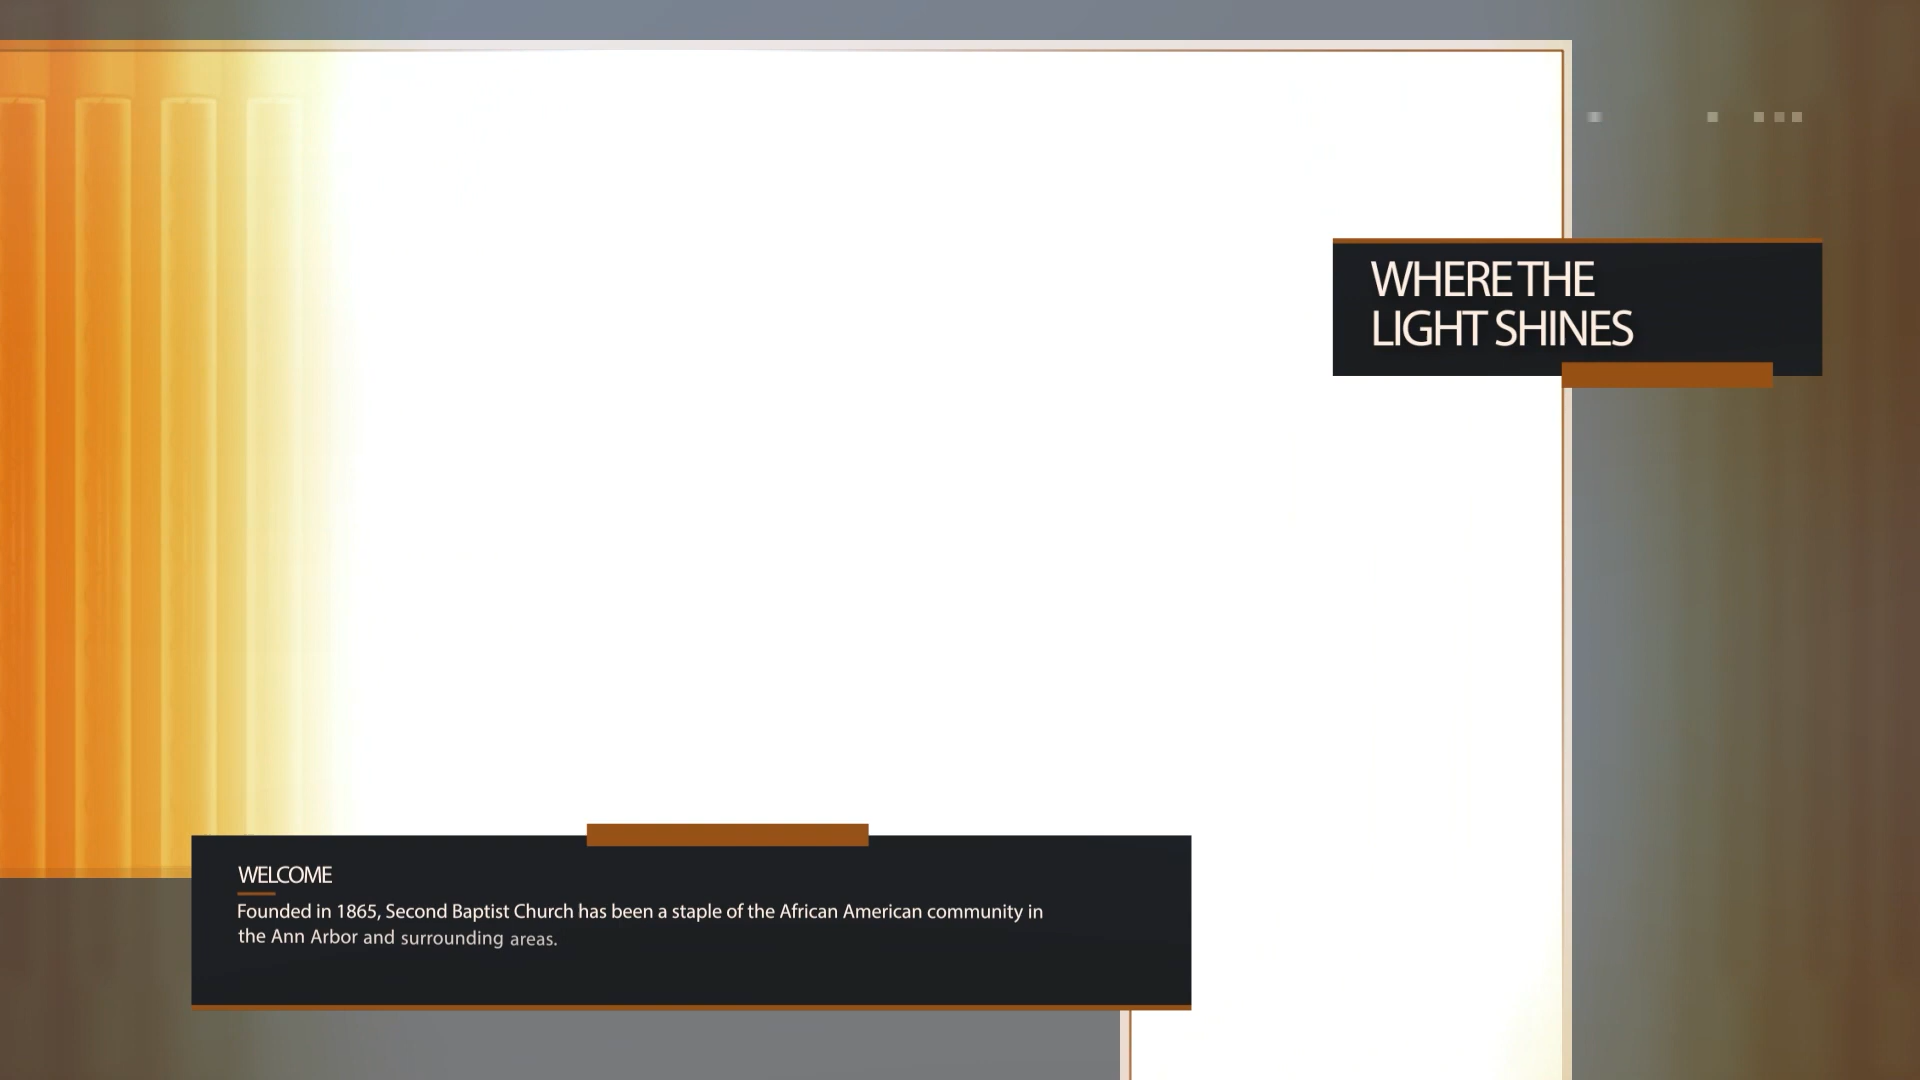 WHERE THE
LIGHT SHINES
WELCOME
Founded in 1865, Second Baptist Church has been a staple of the African American community in
the Ann Arbor and surrounding areas.